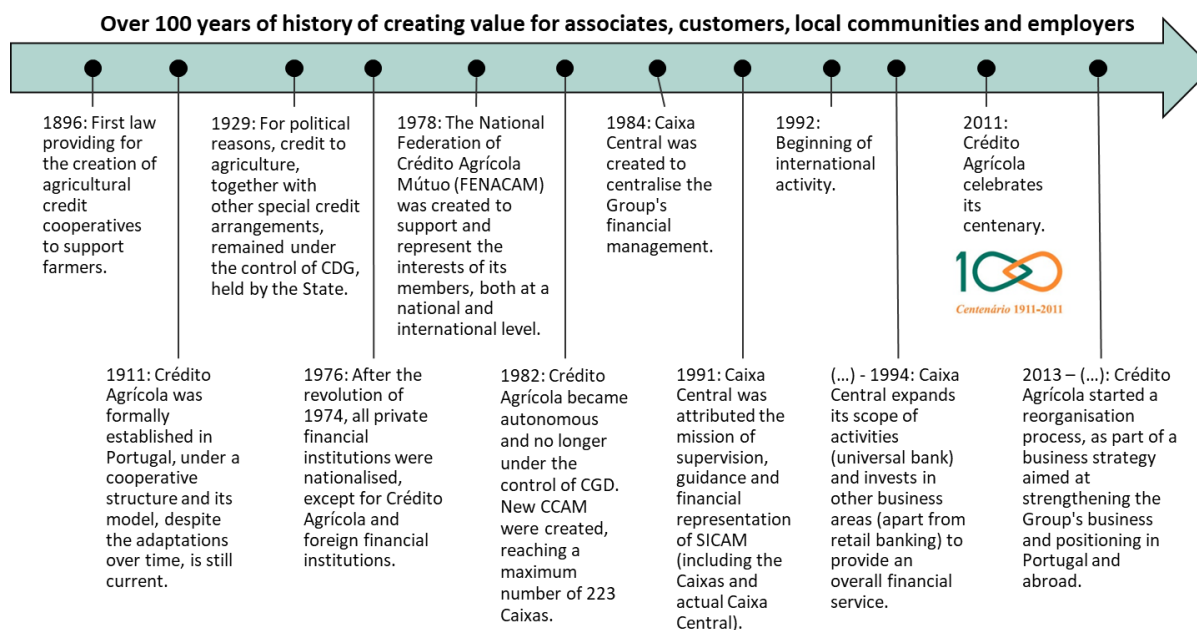 Over 100 years of history of creating value for associates, customers, local communities and employers
1896: First law
providing for
the creation of
agricultural
credit
cooperatives
to support
farmers.
1929: For political
reasons, credit to
agriculture,
together with
other special credit
arrangements,
remained under
the control of CDG,
held by the State.
1978: The National
Federation of
Crédito Agrícola
Mútuo (FENACAM)
was created to
support and
represent the
interests of its
members, both at a
national and
international level.
1984: Caixa
Central was
created to
centralise the
Group's
financial
management.
1992:
Beginning of
international
activity.
2011:
Crédito
Agrícola
celebrates
its
centenary.
100
Centenário 1911-2011
1911: Crédito
Agrícola was
formally
established in
Portugal, under a
cooperative
structure and its
model, despite
the adaptations
over time, is still
current.
1976: After the
revolution of
1974, all private
financial
institutions were
nationalised,
except for Crédito
Agrícola and
foreign financial
institutions.
1982: Crédito
Agrícola became
autonomous
and no longer
under the
control of CGD.
New CCAM
were created,
reaching a
maximum
number of 223
Caixas.
1991: Caixa
Central was
attributed the
mission of
supervision,
guidance and
financial
representation
of SICAM
(including the
Caixas and
actual Caixa
Central).
(...) - 1994: Caixa
Central expands
its scope of
activities
(universal bank)
and invests in
other business
areas (apart from
retail banking) to
provide an
overall financial
service.
2013 – (...): Crédito
Agrícola started a
reorganisation
process, as part of a
business strategy
aimed at
strengthening the
Group's business
and positioning in
Portugal and
abroad.